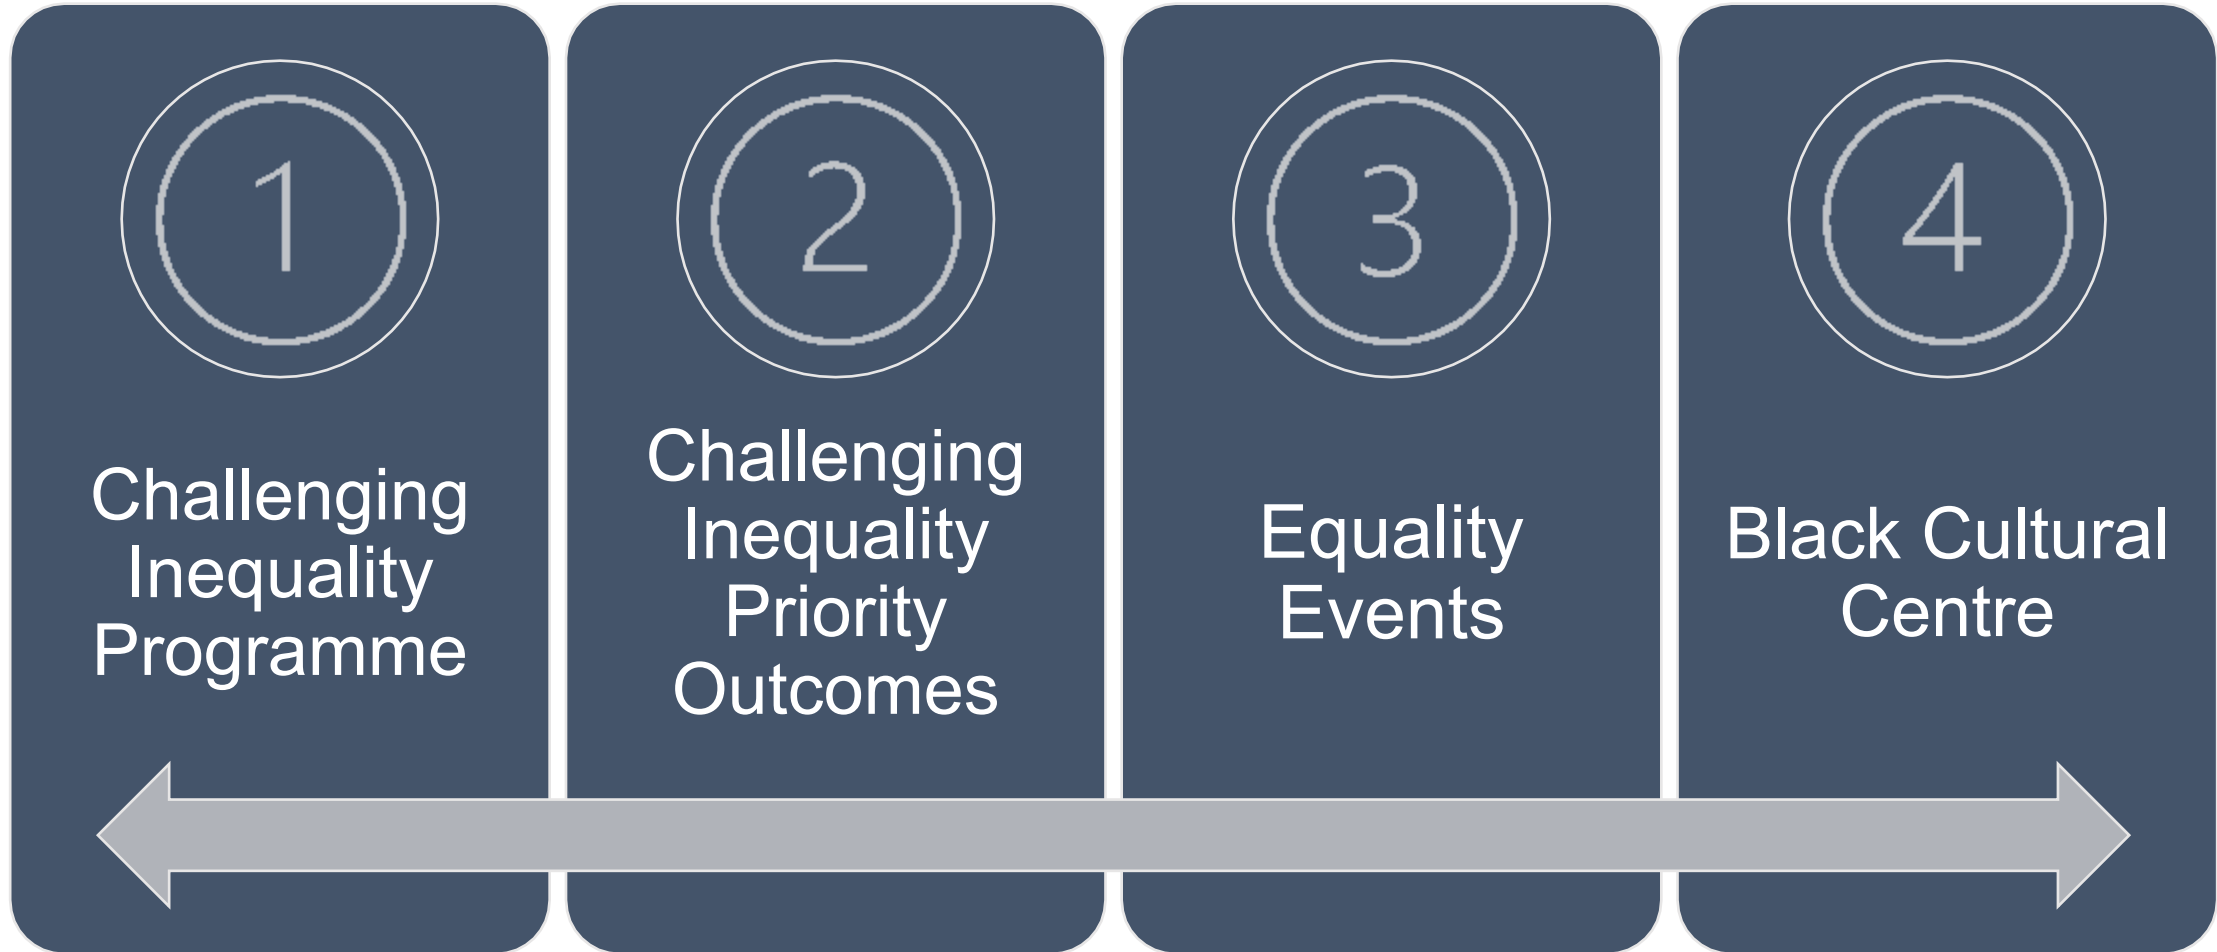 1
Challenging
Inequality
Programme
2
Challenging
Inequality
Priority
Outcomes
3
Equality
Events
4
Black Cultural
Centre